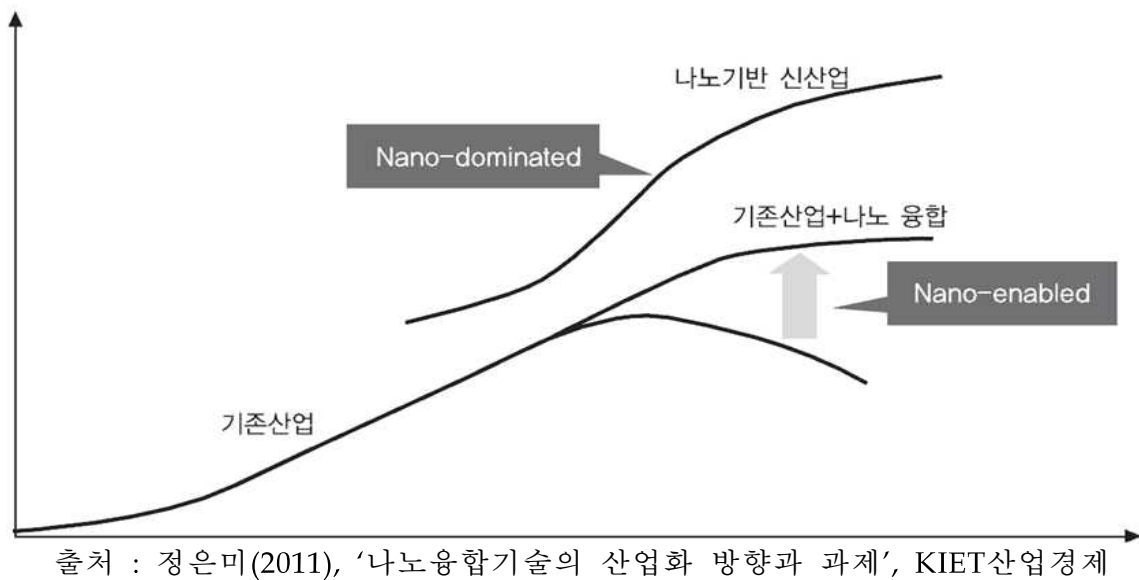 나노기반 신산업
Nano-dominated
기존산업+나노 융합
Nano-enabled
기존산업
출처 : 정은미(2011), ‘나노융합기술의 산업화 방향과 과제’, KIET산업경제